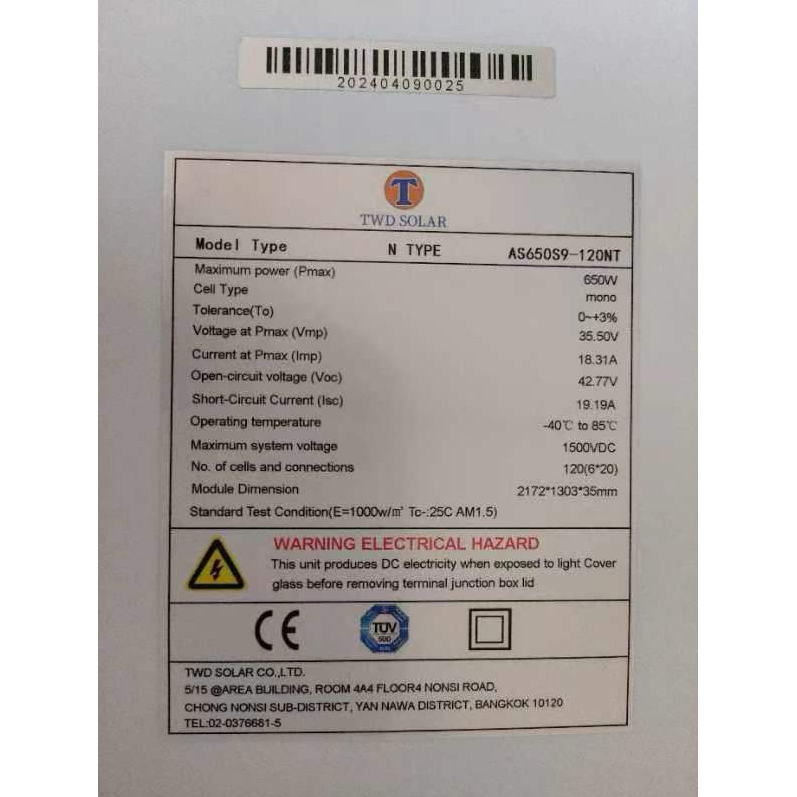 202404090025
T
TWD SOLAR
Model Type N TYPE AS650S9-120NT
Maximum power (Pmax) 650W
Cell Type mono
Tolerance(To) 0~+3%
Voltage at Pmax (Vmp) 35.50V
Current at Pmax (Imp) 18.31A
Open-circuit voltage (Voc) 42.77V
Short-Circuit Current (Isc) 19.19A
Operating temperature -40℃ to 85℃
Maximum system voltage 1500VDC
No. of cells and connections 120(6*20)
Module Dimension 2172*1303*35mm
Standard Test Condition(E=1000w/㎡ Tc-:25C AM1.5)
WARNING ELECTRICAL HAZARD
This unit produces DC electricity when exposed to light Cover
glass before removing terminal junction box lid
CE
TÜV
SÜD
TWD SOLAR CO.,LTD.
5/15 @AREA BUILDING, ROOM 4A4 FLOOR4 NONSI ROAD,
CHONG NONSI SUB-DISTRICT, YAN NAWA DISTRICT, BANGKOK 10120
TEL:02-0376681-5